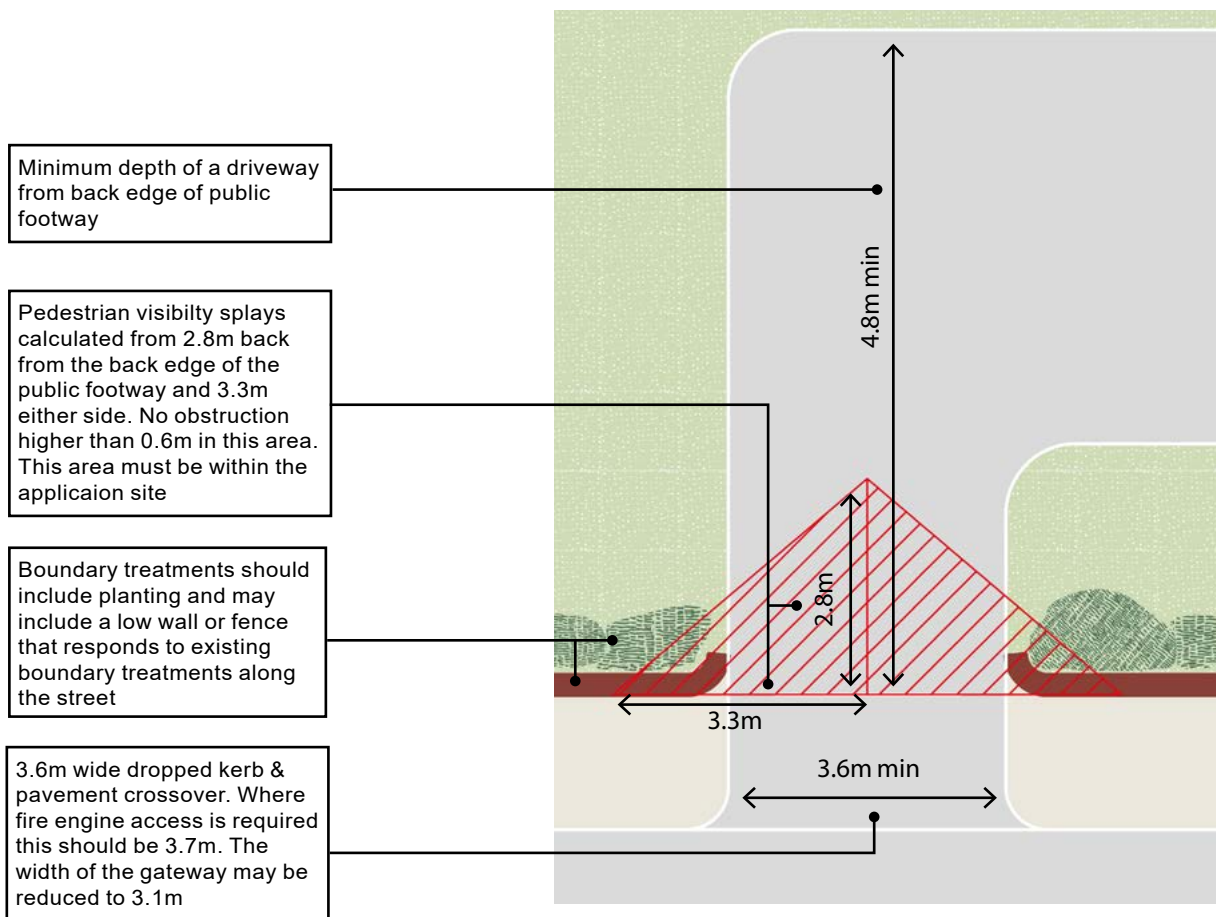 Minimum depth of a driveway
from back edge of public
footway
Pedestrian visibilty splays
calculated from 2.8m back
from the back edge of the
public footway and 3.3m
either side. No obstruction
higher than 0.6m in this area.
This area must be within the
applicaion site
Boundary treatments should
include planting and may
include a low wall or fence
that responds to existing
boundary treatments along
the street
3.6m wide dropped kerb &
pavement crossover. Where
fire engine access is required
this should be 3.7m. The
width of the gateway may be
reduced to 3.1m
4.8m min
2.8m
3.3m
3.6m min